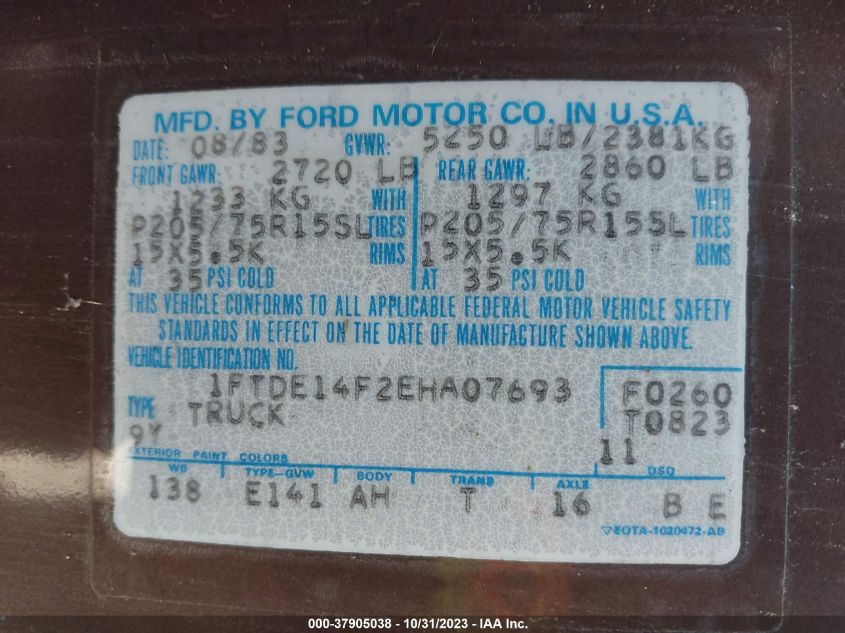 MFD. BY FORD MOTOR CO. IN U.S.A.
DATE: 08/83 GVWR: 5250 LB/2381KG
FRONT GAWR: 2720 LB REAR GAWR: 2860 LB
1233 KG WITH 1297 KG WITH
P205/75R15SL TIRES P205/75R15SL TIRES
15X5.5K RIMS 15X5.5K RIMS
AT 35 PSI COLD AT 35 PSI COLD
THIS VEHICLE CONFORMS TO ALL APPLICABLE FEDERAL MOTOR VEHICLE SAFETY
STANDARDS IN EFFECT ON THE DATE OF MANUFACTURE SHOWN ABOVE.
VEHICLE IDENTIFICATION NO.
1FTDE14F2EHA07693 F0260
TYPE TRUCK T0823
9Y 11
EXTERIOR PAINT COLORS DSO
WB TYPE-GVW BODY TRANS AXLE
138 E141 AH T 16 B E
EOTA-1020472-AB
000-37905038 - 10/31/2023 - IAA Inc.